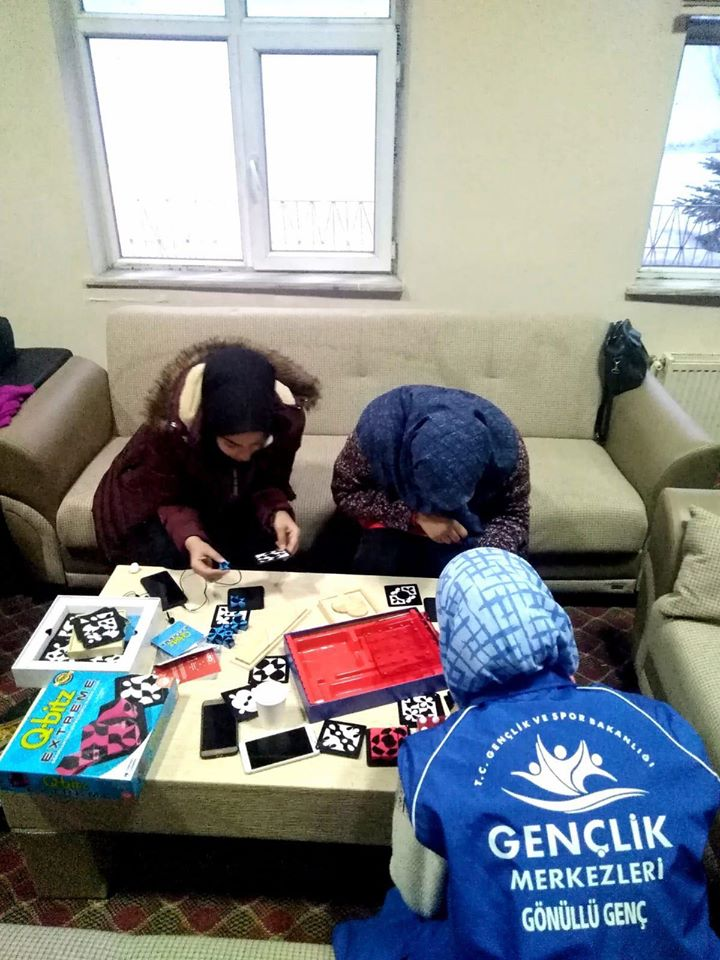 Q-bitz
EXTREME
T.C. GENÇLİK VE SPOR BAKANLIĞI
GENÇLİK
MERKEZLERİ
GÖNÜLLÜ GENÇ